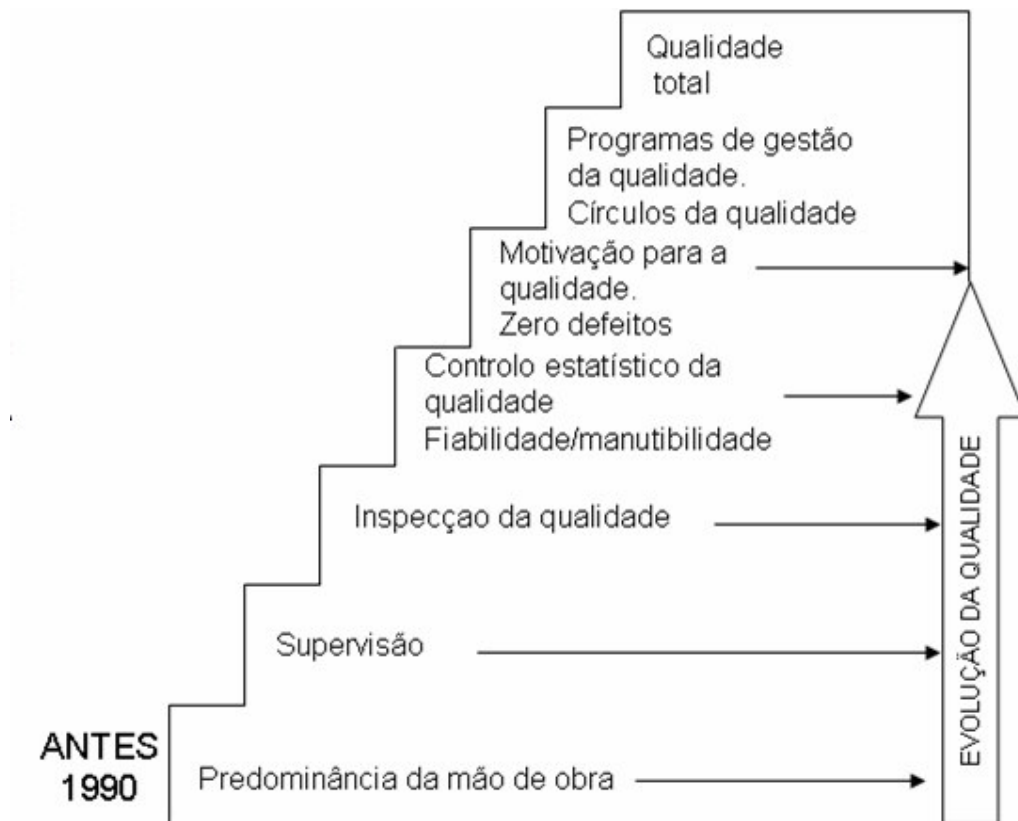 Qualidade
total
Programas de gestão
da qualidade.
Círculos da qualidade
Motivação para a
qualidade.
Zero defeitos
Controlo estatístico da
qualidade
Fiabilidade/manutibilidade
Inspecçao da qualidade
Supervisão
Predominância da mão de obra
ANTES
1990
EVOLUÇÃO DA QUALIDADE